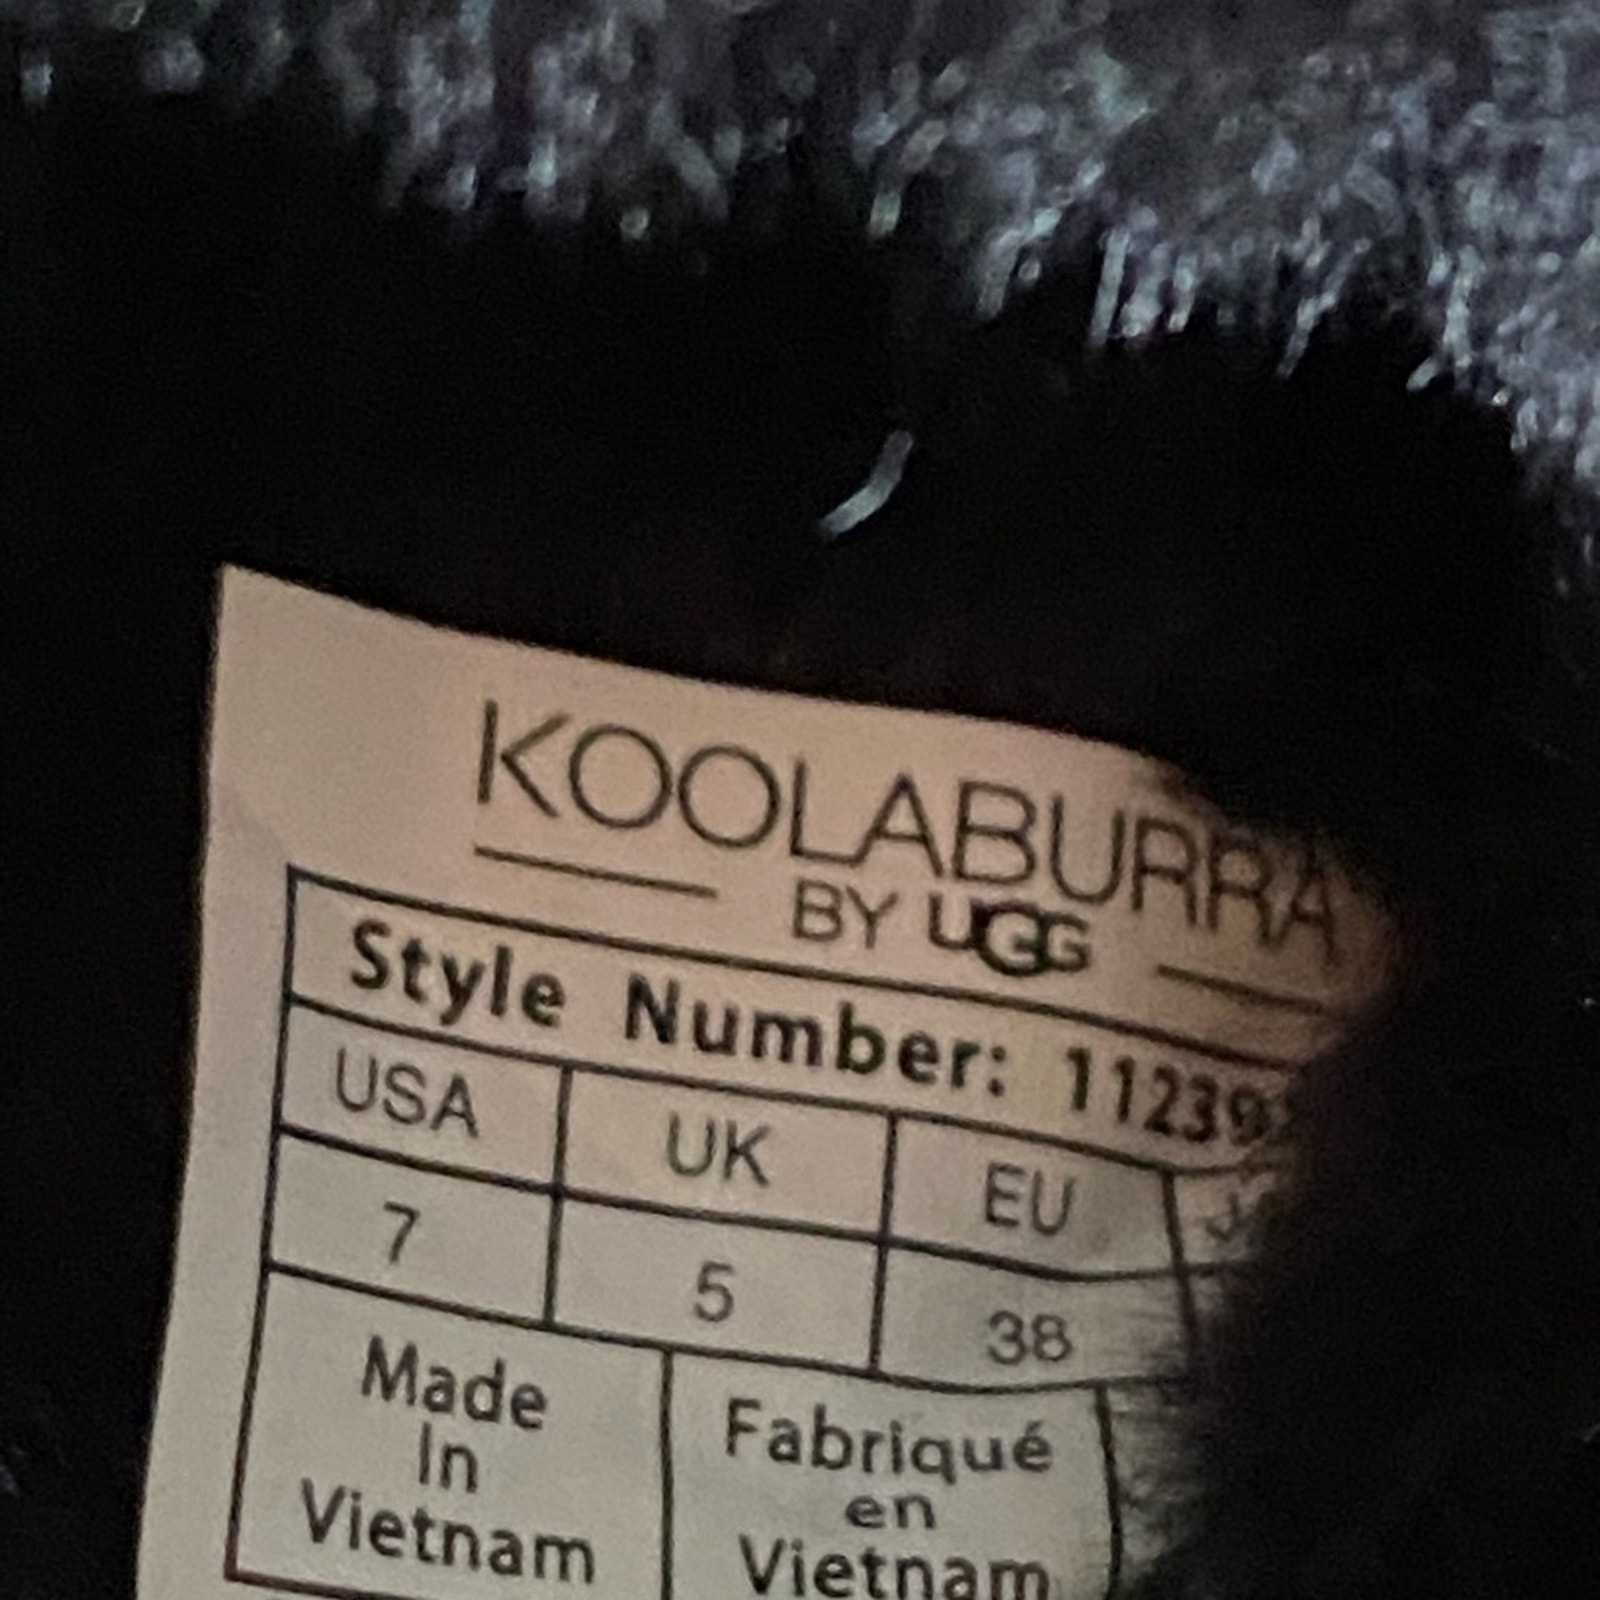 KOOLABURRA
BY UGG
Style Number:
USA UK EU
7 5 38
Made Fabriqué
In en
Vietnam Vietnam